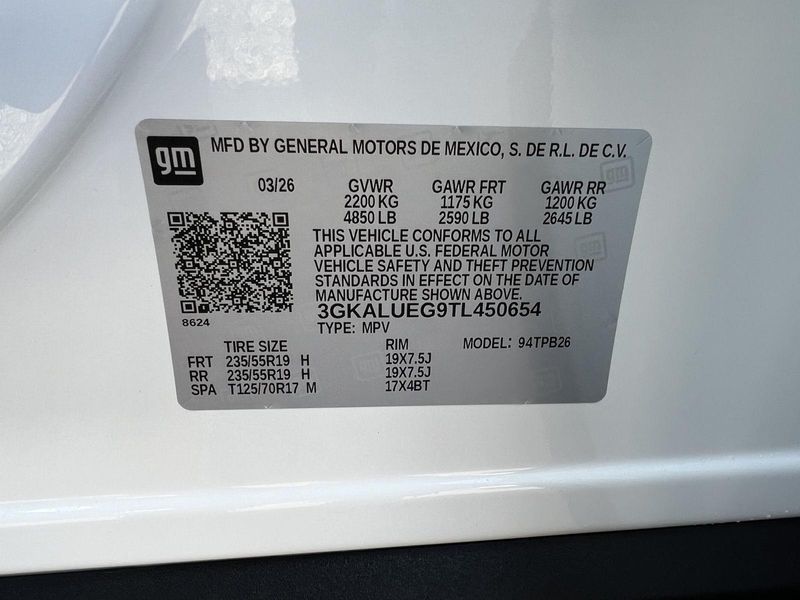 gm MFD BY GENERAL MOTORS DE MEXICO, S. DE R.L. DE C.V.
03/26 GVWR GAWR FRT GAWR RR
2200 KG 1175 KG 1200 KG
4850 LB 2590 LB 2645 LB
THIS VEHICLE CONFORMS TO ALL
APPLICABLE U.S. FEDERAL MOTOR
VEHICLE SAFETY AND THEFT PREVENTION
STANDARDS IN EFFECT ON THE DATE OF
MANUFACTURE SHOWN ABOVE.
8624
3GKALUEG9TL450654
TYPE: MPV
TIRE SIZE RIM MODEL: 94TPB26
FRT 235/55R19 H 19X7.5J
RR 235/55R19 H 19X7.5J
SPA T125/70R17 M 17X4BT